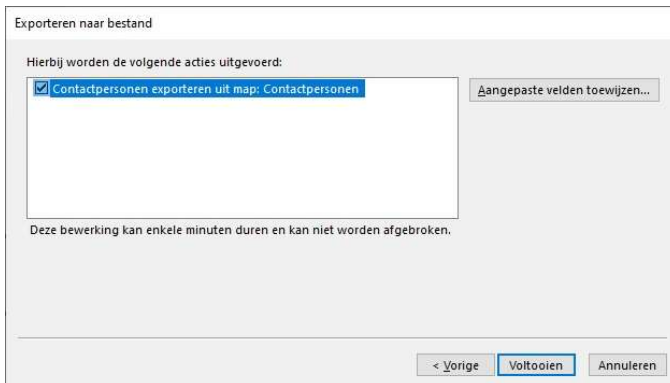 Exporteren naar bestand
Hierbij worden de volgende acties uitgevoerd:
Contactpersonen exporteren uit map: Contactpersonen
Aangepaste velden toewijzen...
Deze bewerking kan enkele minuten duren en kan niet worden afgebroken.
< Vorige
Voltooien
Annuleren